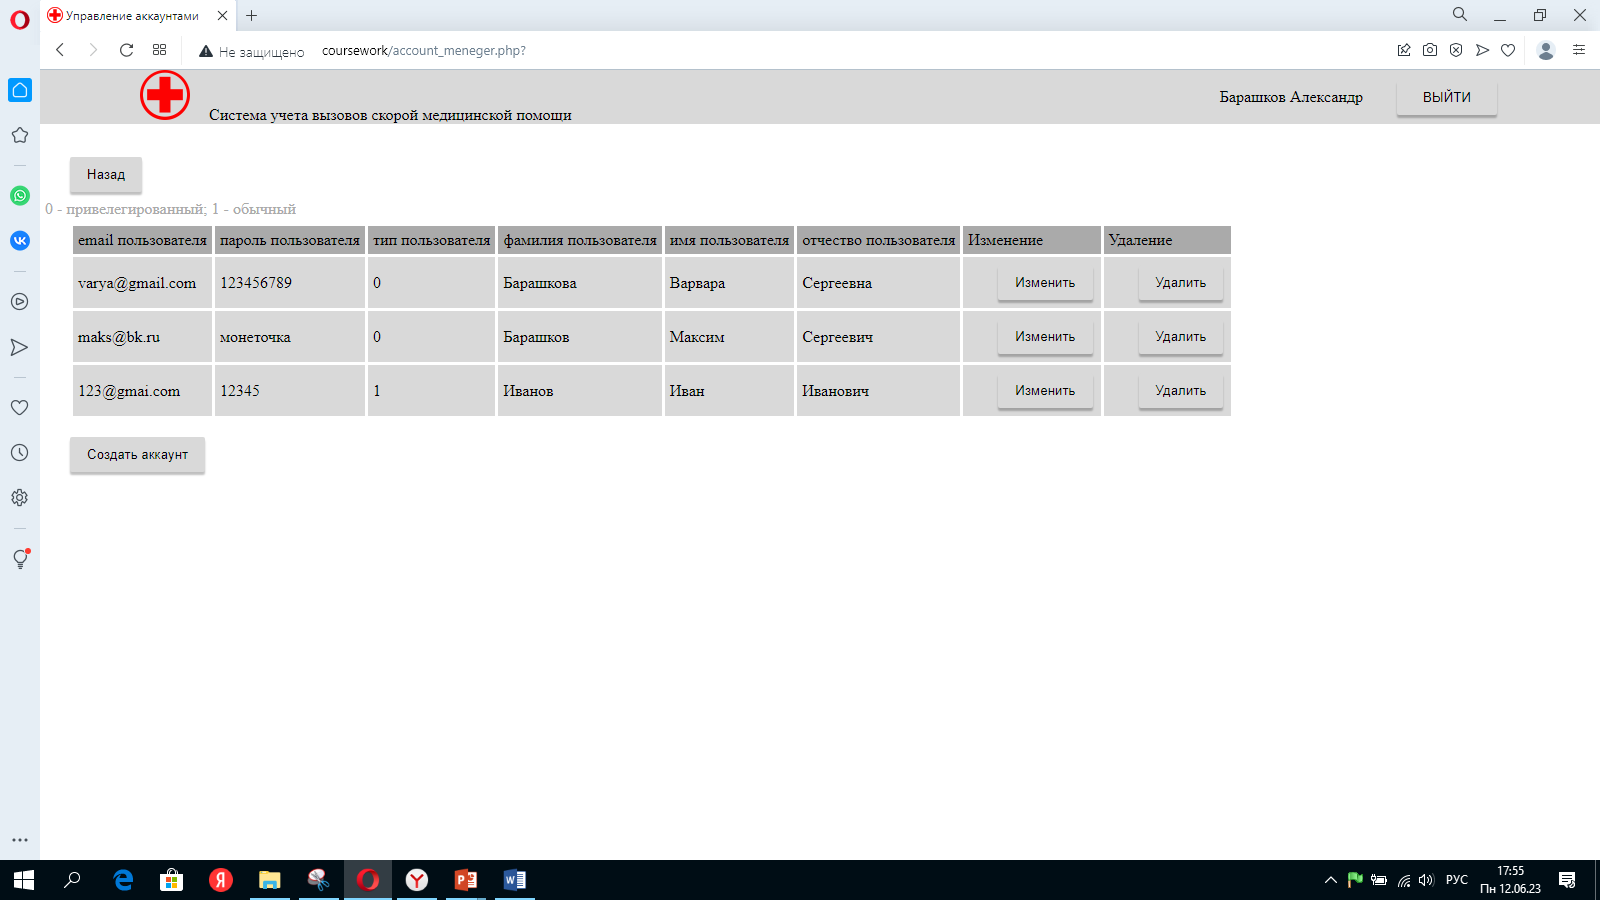 Управление аккаунтами
Не защищено coursework/account_meneger.php?
Система учета вызовов скорой медицинской помощи
Барашков Александр
ВЫЙТИ
Назад
0 - привелегированный; 1 - обычный
email пользователя пароль пользователя тип пользователя фамилия пользователя имя пользователя отчество пользователя Изменение Удаление
varya@gmail.com 123456789 0 Барашкова Варвара Сергеевна Изменить Удалить
maks@bk.ru монеточка 0 Барашков Максим Сергеевич Изменить Удалить
123@gmai.com 12345 1 Иванов Иван Иванович Изменить Удалить
Создать аккаунт
РУС
17:55
Пн 12.06.23